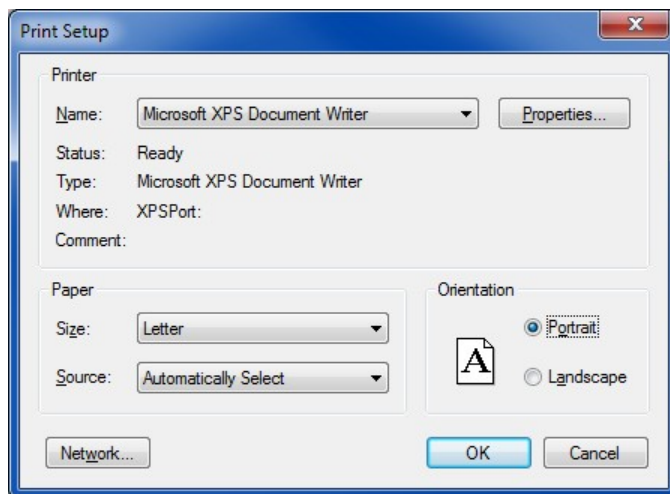 Print Setup
Printer
Name: Microsoft XPS Document Writer Properties...
Status: Ready
Type: Microsoft XPS Document Writer
Where: XPSPort:
Comment:
Paper
Size: Letter
Source: Automatically Select
Orientation
A
Portrait
Landscape
Network... OK Cancel